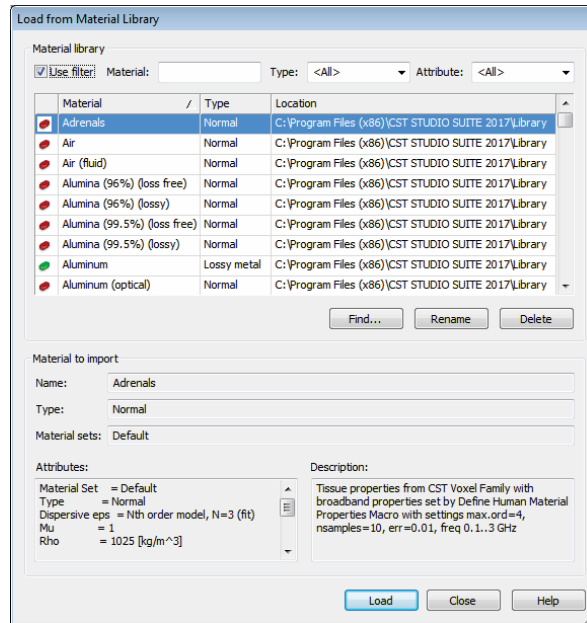 Load from Material Library
Material library
Use filter Material: Type: <All> Attribute: <All>
Material / Type Location
Adrenals Normal C:\Program Files (x86)\CST STUDIO SUITE 2017\Library
Air Normal C:\Program Files (x86)\CST STUDIO SUITE 2017\Library
Air (fluid) Normal C:\Program Files (x86)\CST STUDIO SUITE 2017\Library
Alumina (96%) (loss free) Normal C:\Program Files (x86)\CST STUDIO SUITE 2017\Library
Alumina (96%) (lossy) Normal C:\Program Files (x86)\CST STUDIO SUITE 2017\Library
Alumina (99.5%) (loss free) Normal C:\Program Files (x86)\CST STUDIO SUITE 2017\Library
Alumina (99.5%) (lossy) Normal C:\Program Files (x86)\CST STUDIO SUITE 2017\Library
Aluminum Lossy metal C:\Program Files (x86)\CST STUDIO SUITE 2017\Library
Aluminum (optical) Normal C:\Program Files (x86)\CST STUDIO SUITE 2017\Library
Find... Rename Delete
Material to import
Name: Adrenals
Type: Normal
Material sets: Default
Attributes:
Material Set = Default
Type = Normal
Dispersive eps = Nth order model, N=3 (fit)
Mu = 1
Rho = 1025 [kg/m^3]
Description:
Tissue properties from CST Voxel Family with
broadband properties set by Define Human Material
Properties Macro with settings max.ord=4,
nsamples=10, err=0.01, freq 0.1..3 GHz
Load Close Help